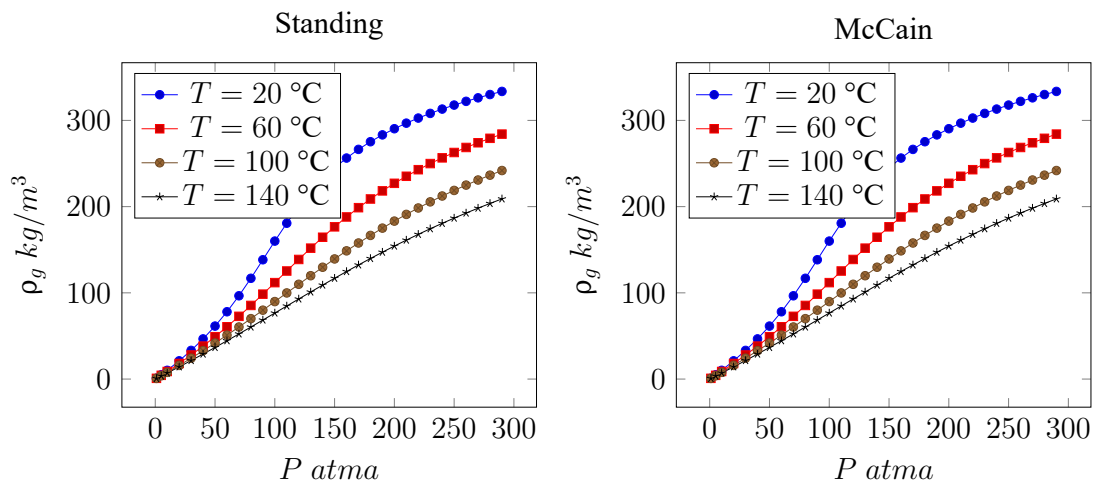 Standing
T = 20 °C
T = 60 °C
T = 100 °C
T = 140 °C
300
200
100
0
0 50 100 150 200 250 300
P atma
ρg kg/m³
McCain
T = 20 °C
T = 60 °C
T = 100 °C
T = 140 °C
300
200
100
0
0 50 100 150 200 250 300
P atma
ρg kg/m³